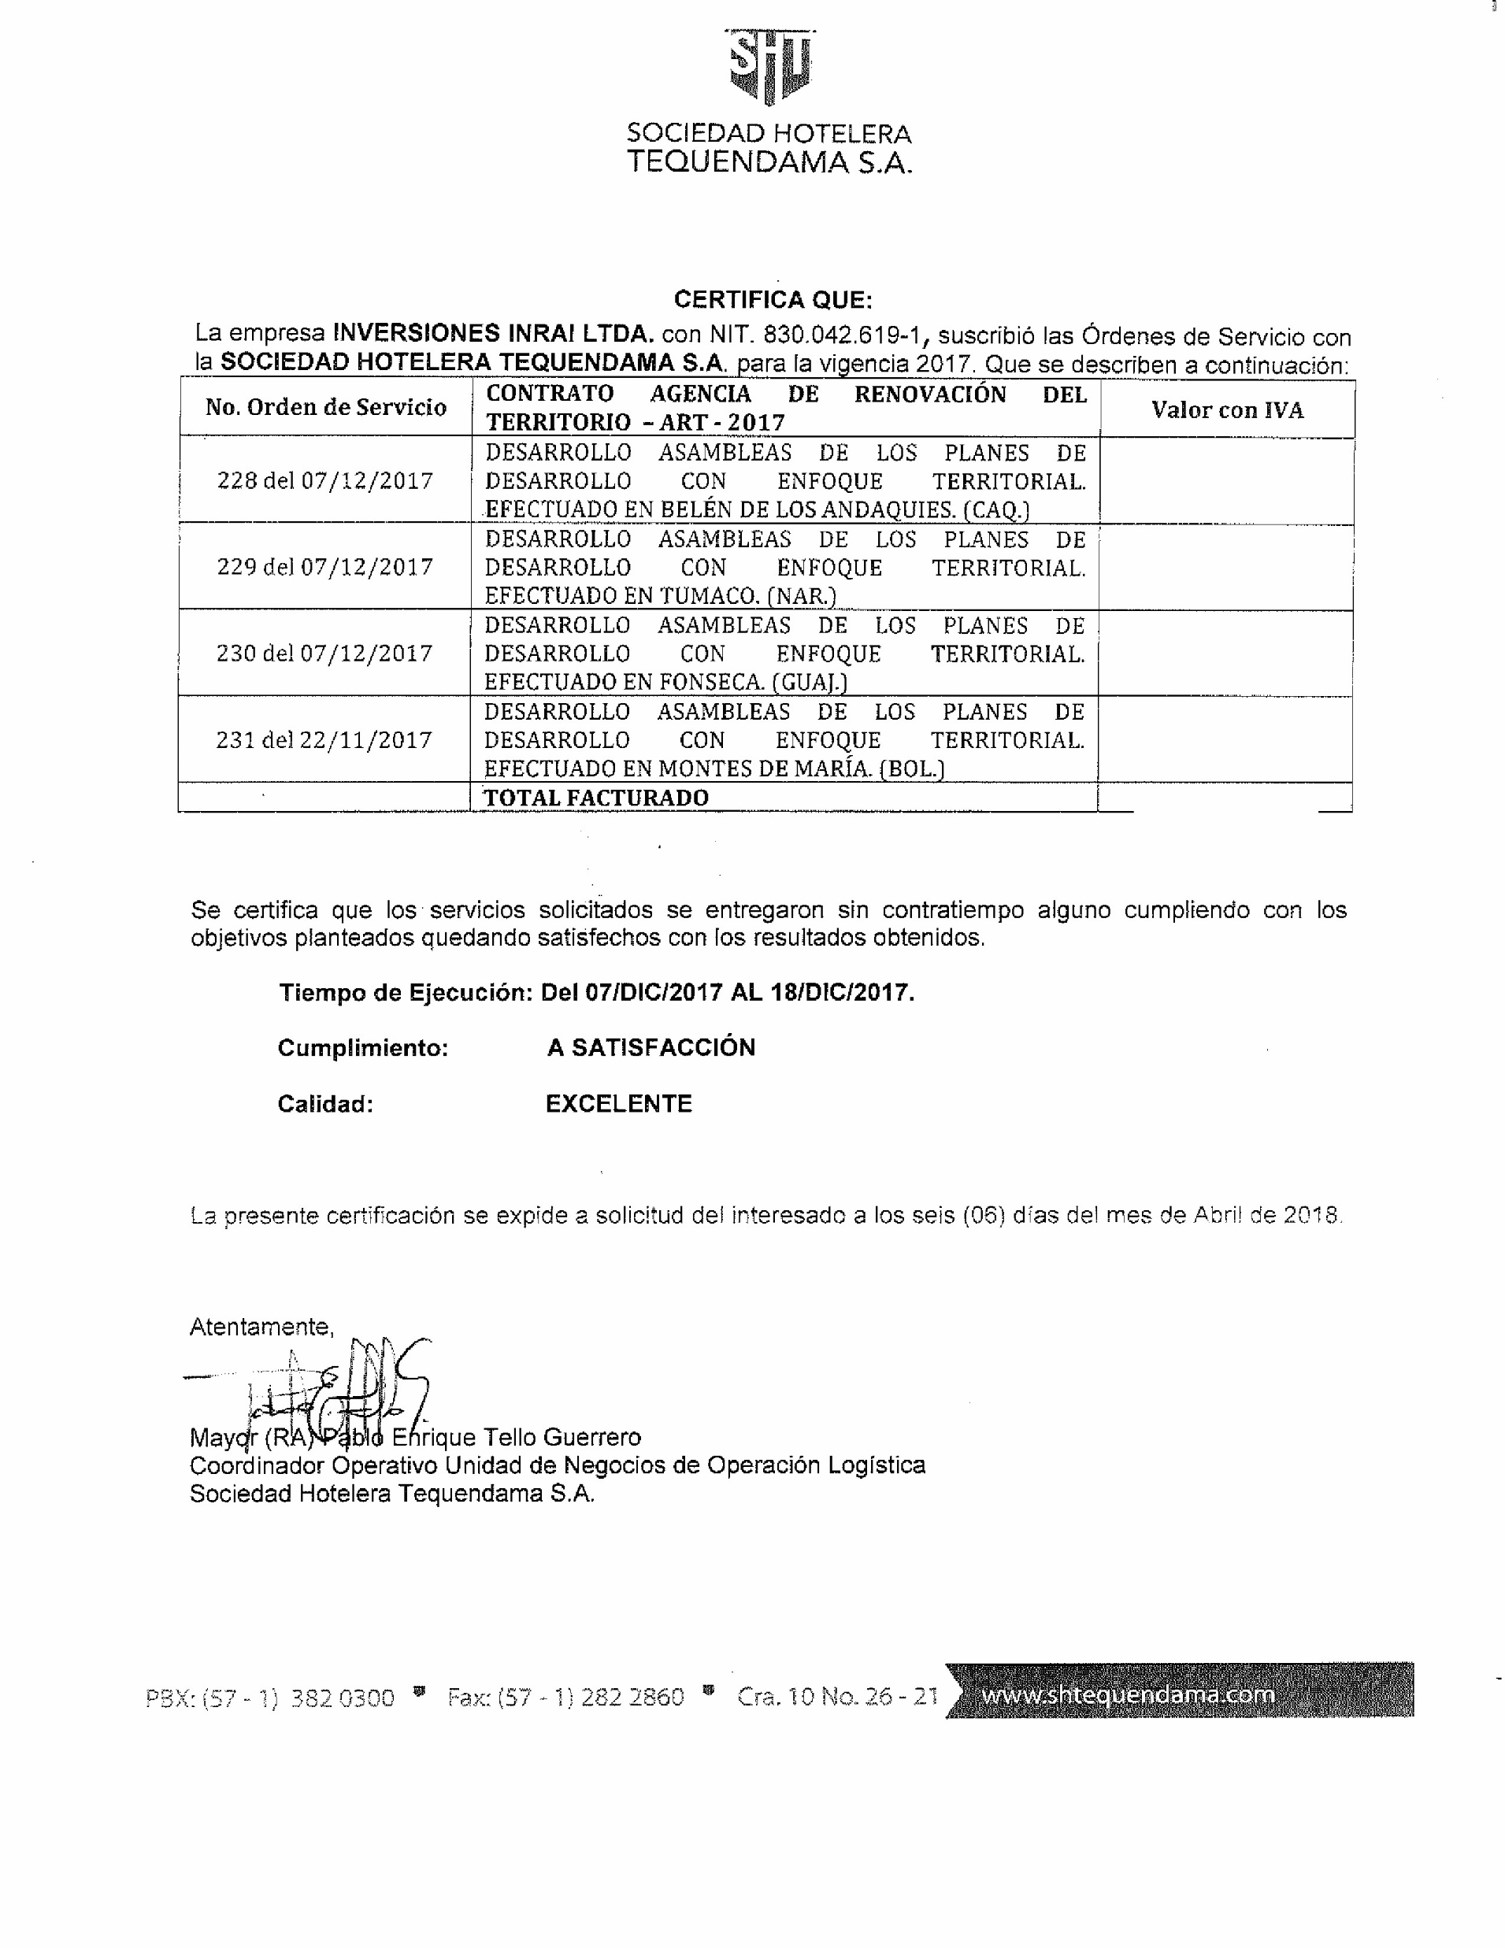 SHT
SOCIEDAD HOTELERA
TEQUENDAMA S.A.
CERTIFICA QUE:
La empresa INVERSIONES INRAI LTDA. con NIT. 830.042.619-1, suscribió las Órdenes de Servicio con
la SOCIEDAD HOTELERA TEQUENDAMA S.A. para la vigencia 2017. Que se describen a continuación:
No. Orden de Servicio
CONTRATO AGENCIA DE RENOVACIÓN DEL
TERRITORIO – ART - 2017
Valor con IVA
228 del 07/12/2017
DESARROLLO ASAMBLEAS DE LOS PLANES DE
DESARROLLO CON ENFOQUE TERRITORIAL.
EFECTUADO EN BELÉN DE LOS ANDAQUIES. (CAQ.)
229 del 07/12/2017
DESARROLLO ASAMBLEAS DE LOS PLANES DE
DESARROLLO CON ENFOQUE TERRITORIAL.
EFECTUADO EN TUMACO. (NAR.)
230 del 07/12/2017
DESARROLLO ASAMBLEAS DE LOS PLANES DE
DESARROLLO CON ENFOQUE TERRITORIAL.
EFECTUADO EN FONSECA. (GUAJ.)
231 del 22/11/2017
DESARROLLO ASAMBLEAS DE LOS PLANES DE
DESARROLLO CON ENFOQUE TERRITORIAL.
EFECTUADO EN MONTES DE MARÍA. (BOL.)
TOTAL FACTURADO
Se certifica que los servicios solicitados se entregaron sin contratiempo alguno cumpliendo con los
objetivos planteados quedando satisfechos con los resultados obtenidos.
Tiempo de Ejecución: Del 07/DIC/2017 AL 18/DIC/2017.
Cumplimiento: A SATISFACCIÓN
Calidad: EXCELENTE
La presente certificación se expide a solicitud del interesado a los seis (06) días del mes de Abril de 2018.
Atentamente,
Mayor (RA) Pablo Enrique Tello Guerrero
Coordinador Operativo Unidad de Negocios de Operación Logística
Sociedad Hotelera Tequendama S.A.
PBX: (57 - 1) 382 0300 Fax: (57 - 1) 282 2860 Cra. 10 No. 26 - 21 www.shtequendama.com